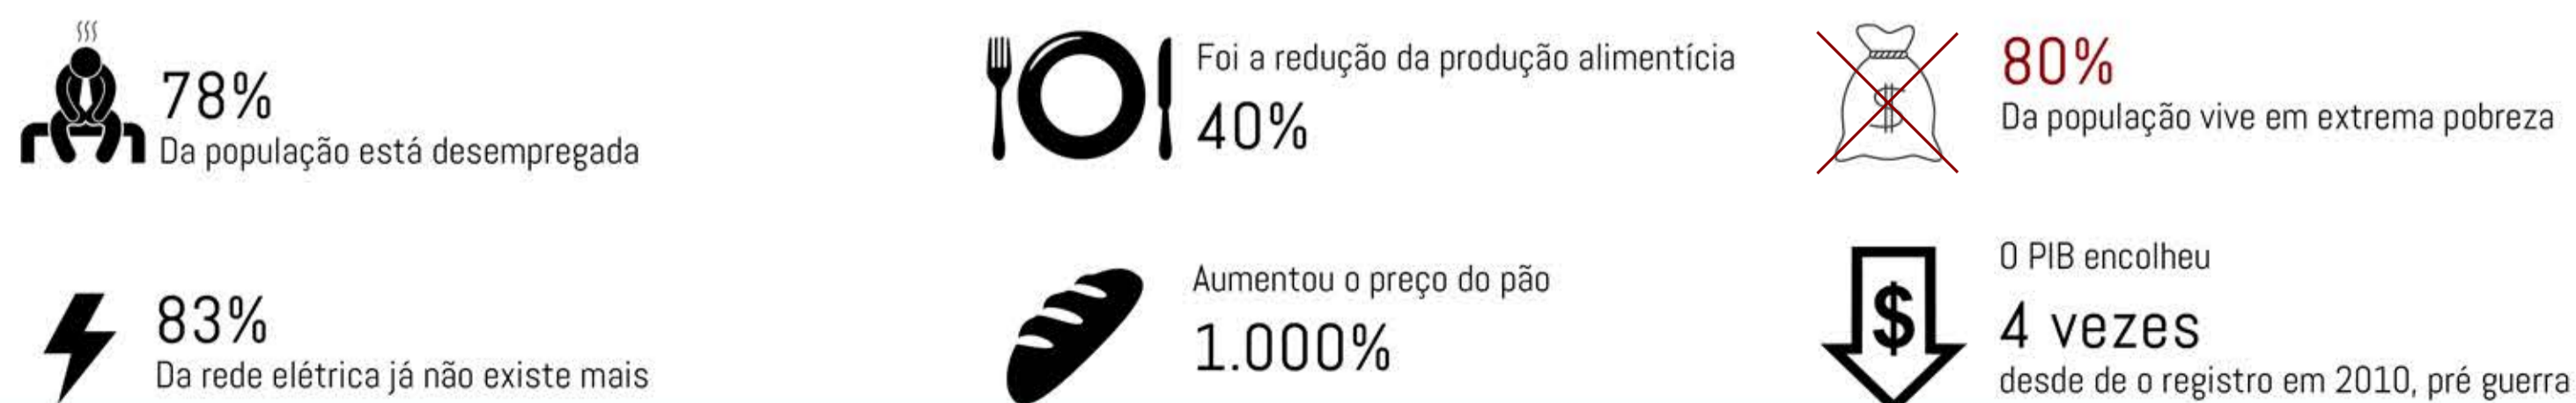 78%
Da população está desempregada
Foi a redução da produção alimentícia
40%
$
80%
Da população vive em extrema pobreza
83%
Da rede elétrica já não existe mais
Aumentou o preço do pão
1.000%
$
O PIB encolheu
4 vezes
desde de o registro em 2010, pré guerra